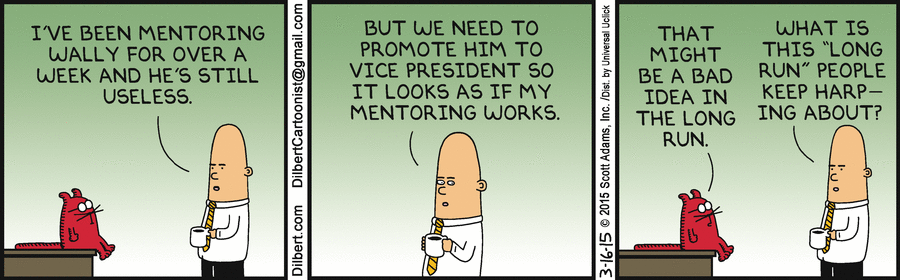 I'VE BEEN MENTORING
WALLY FOR OVER A
WEEK AND HE'S STILL
USELESS.
Dilbert.com DilbertCartoonist@gmail.com
BUT WE NEED TO
PROMOTE HIM TO
VICE PRESIDENT SO
IT LOOKS AS IF MY
MENTORING WORKS.
3-16-15 © 2015 Scott Adams, Inc. /Dist. by Universal Uclick
THAT
MIGHT
BE A BAD
IDEA IN
THE LONG
RUN.
WHAT IS
THIS "LONG
RUN" PEOPLE
KEEP HARP-
ING ABOUT?